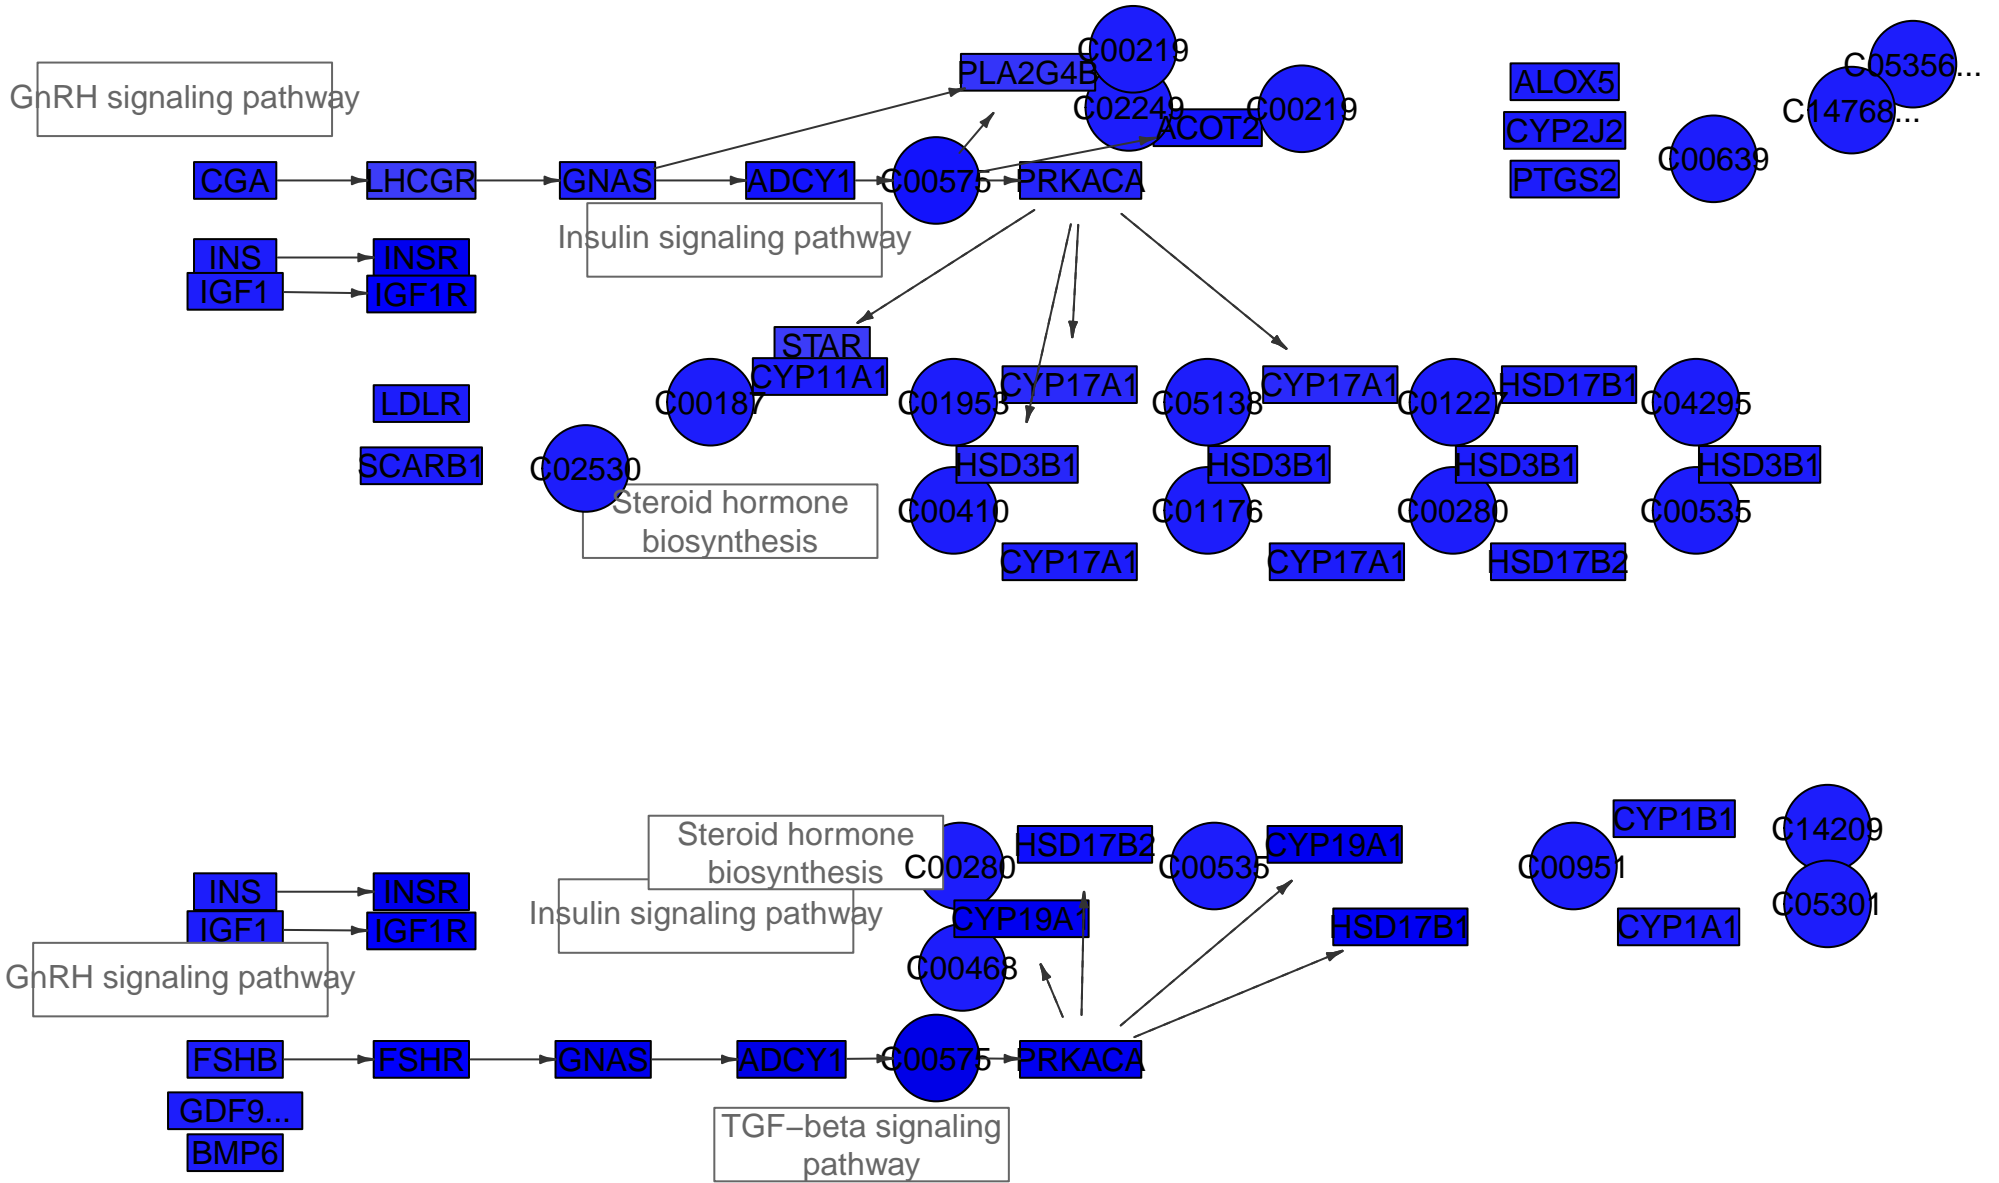 C00219
C05356...
PLA2G4B
ALOX5
GnRH signaling pathway
C02249
C00219
C14768...
ACOT2
CYP2J2
C00639
CGA
LHCGR
GNAS
ADCY1
C00575
PRKACA
PTGS2
Insulin signaling pathway
INS
INSR
IGF1
IGF1R
STAR
CYP11A1
CYP17A1
CYP17A1
HSD17B1
LDLR
C00187
C01953
C05138
C01227
C04295
SCARB1
C02530
HSD3B1
HSD3B1
HSD3B1
HSD3B1
Steroid hormone
biosynthesis
C00410
C01176
C00280
C00535
CYP17A1
CYP17A1
HSD17B2
Steroid hormone
biosynthesis
C00280
HSD17B2
C00535
CYP19A1
C00951
CYP1B1
C14209
INS
INSR
Insulin signaling pathway
CYP19A1
HSD17B1
CYP1A1
C05301
IGF1
IGF1R
GnRH signaling pathway
C00468
FSHB
FSHR
GNAS
ADCY1
C00575
PRKACA
GDF9...
BMP6
TGF−beta signaling
pathway